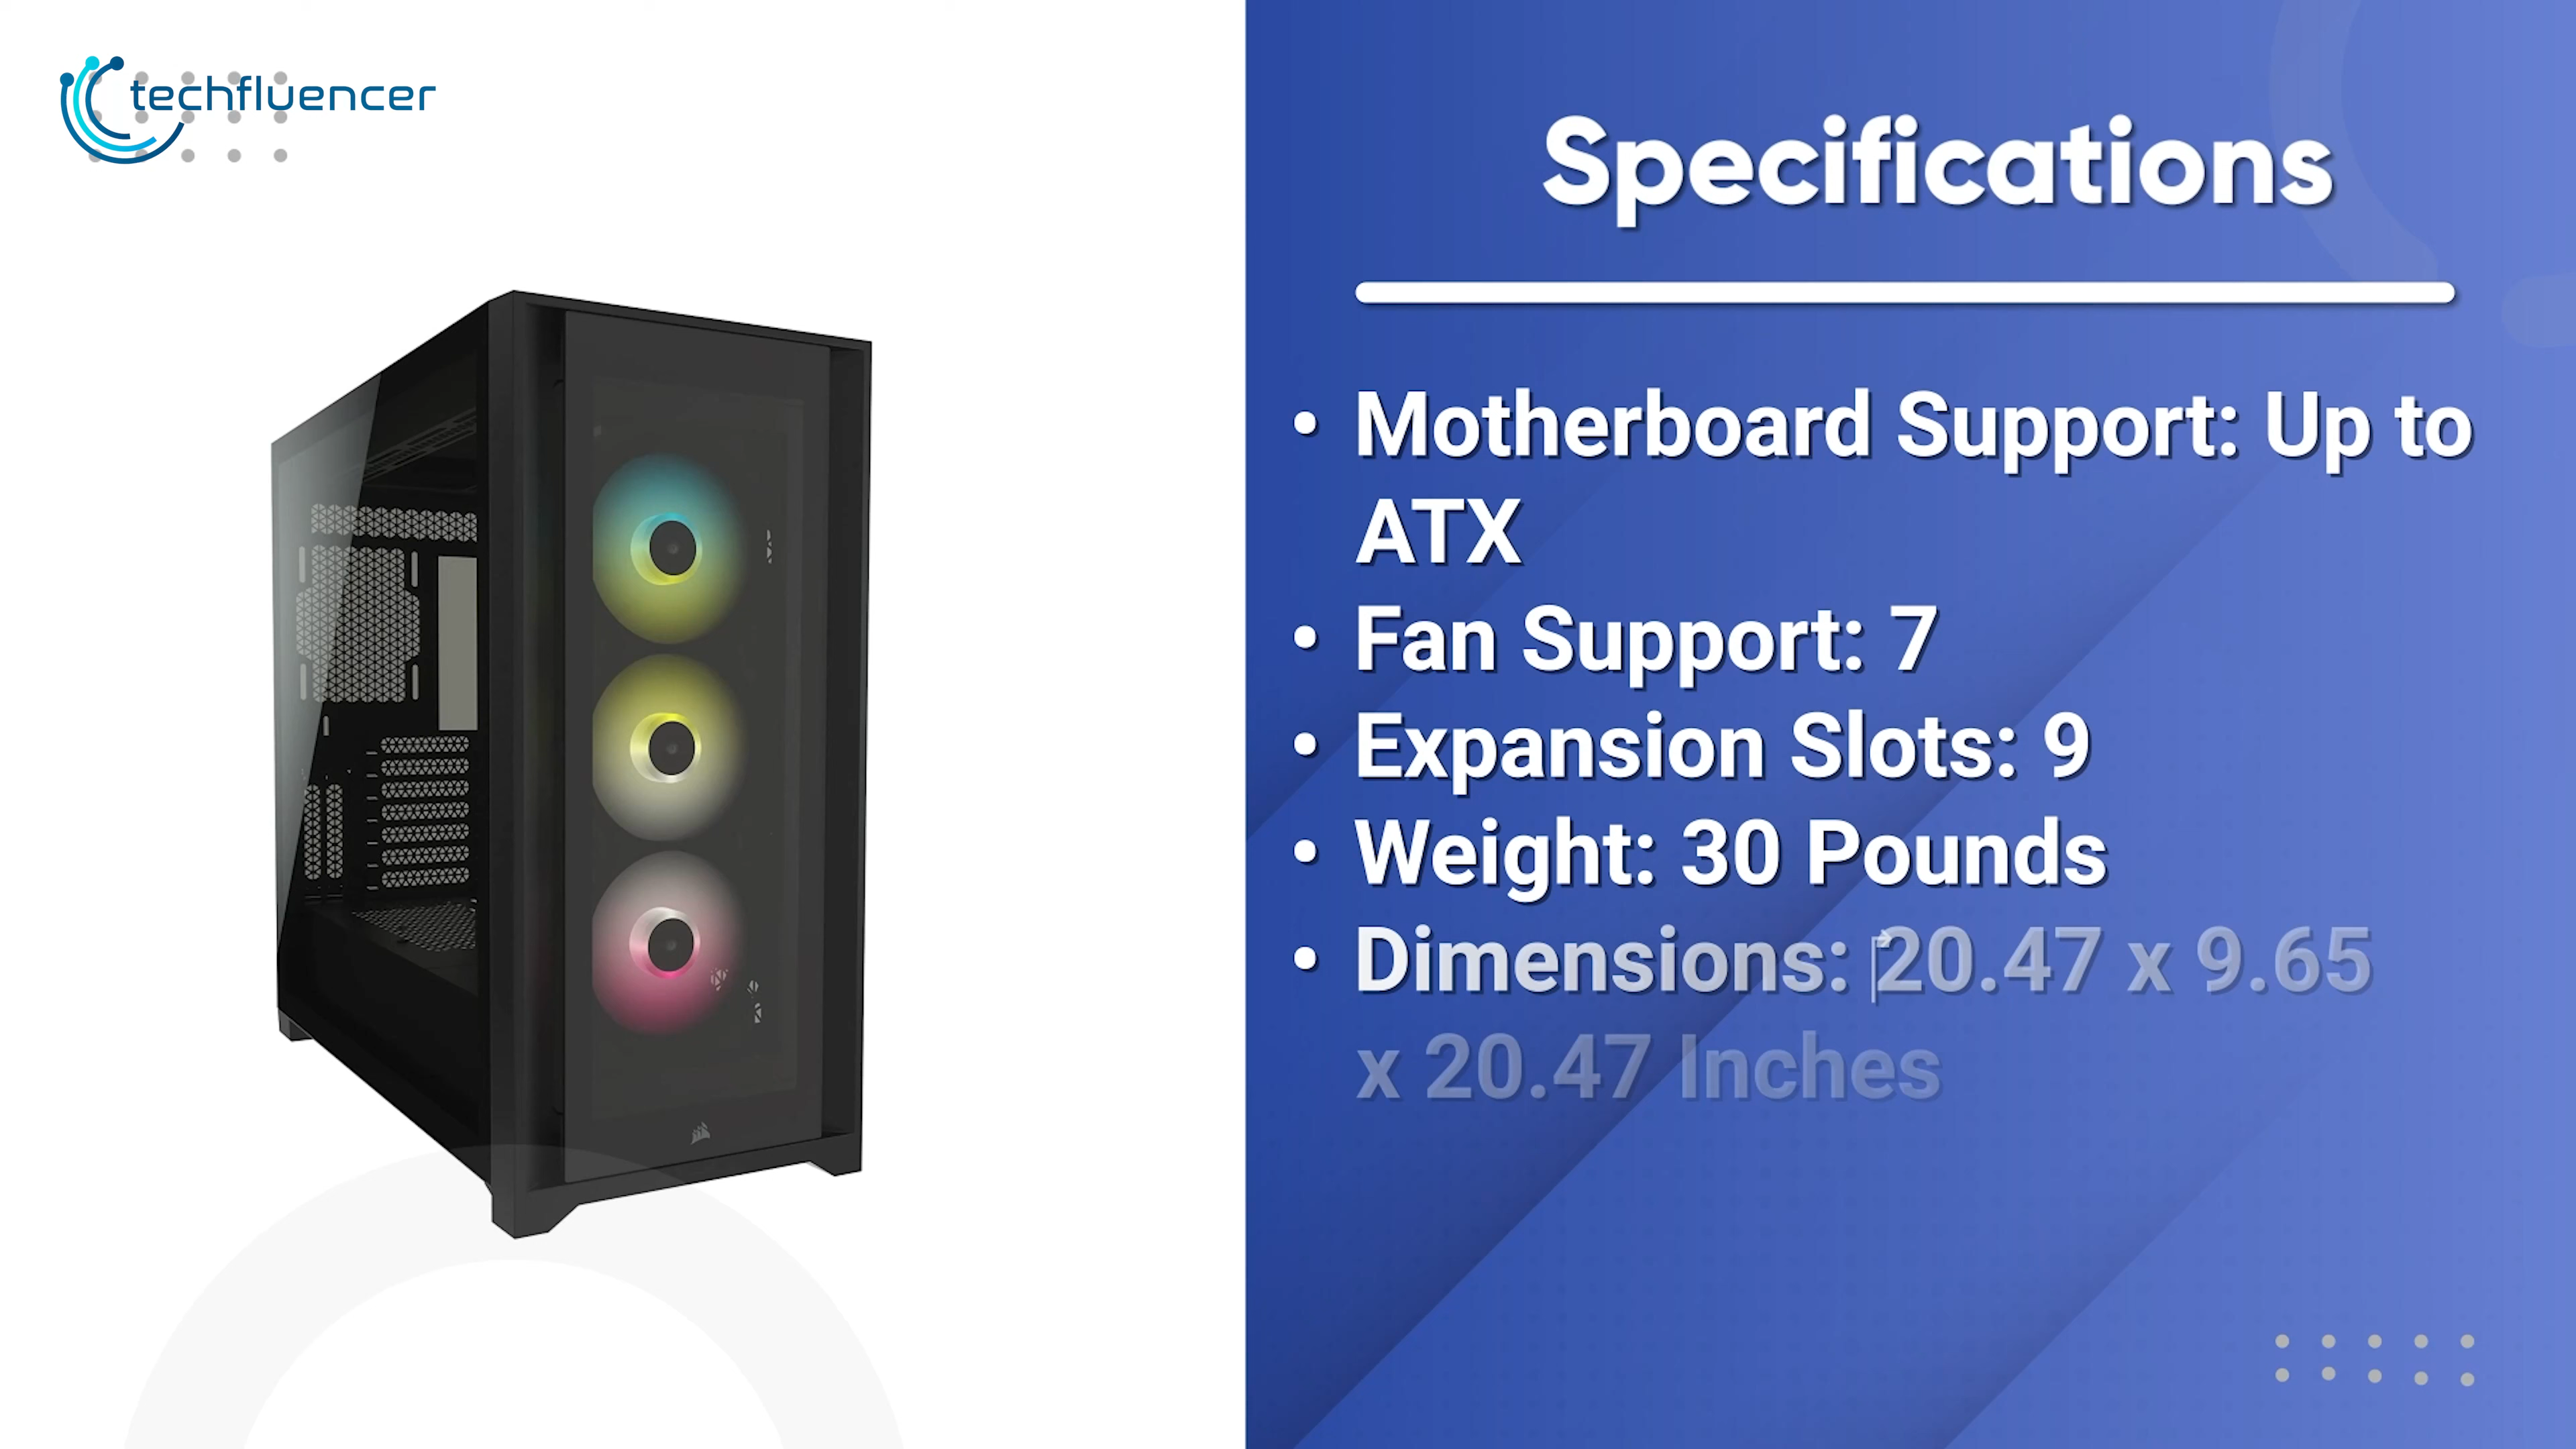 techfluencer
Specifications
• Motherboard Support: Up to
ATX
• Fan Support: 7
• Expansion Slots: 9
• Weight: 30 Pounds
• Dimensions: 20.47 x 9.65
x 20.47 Inches